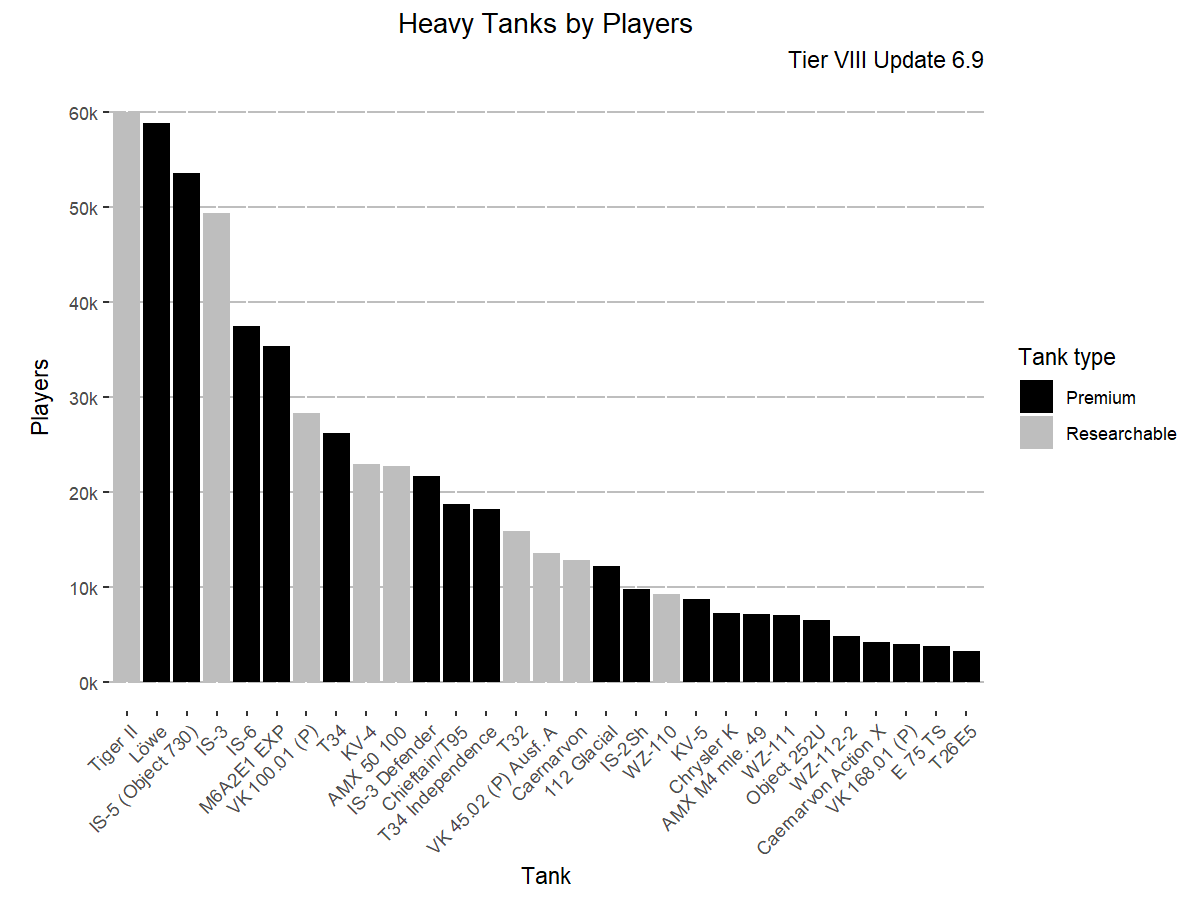 Heavy Tanks by Players
Tier VIII Update 6.9
60k
50k
40k
30k
20k
10k
0k
Players
Tiger II
Löwe
IS-5 (Object 730)
IS-3
IS-6
M6A2E1 EXP
VK 100.01 (P)
T34
KV-4
AMX 50 100
IS-3 Defender
Chieftain/T95
T34 Independence
T32
VK 45.02 (P) Ausf. A
Caernarvon
112 Glacial
IS-2Sh
WZ-110
KV-5
Chrysler K
AMX M4 mle. 49
WZ-111
Object 252U
WZ-112-2
Caernarvon Action X
VK 168.01 (P)
E 75 TS
T26E5
Tank
Tank type
Premium
Researchable